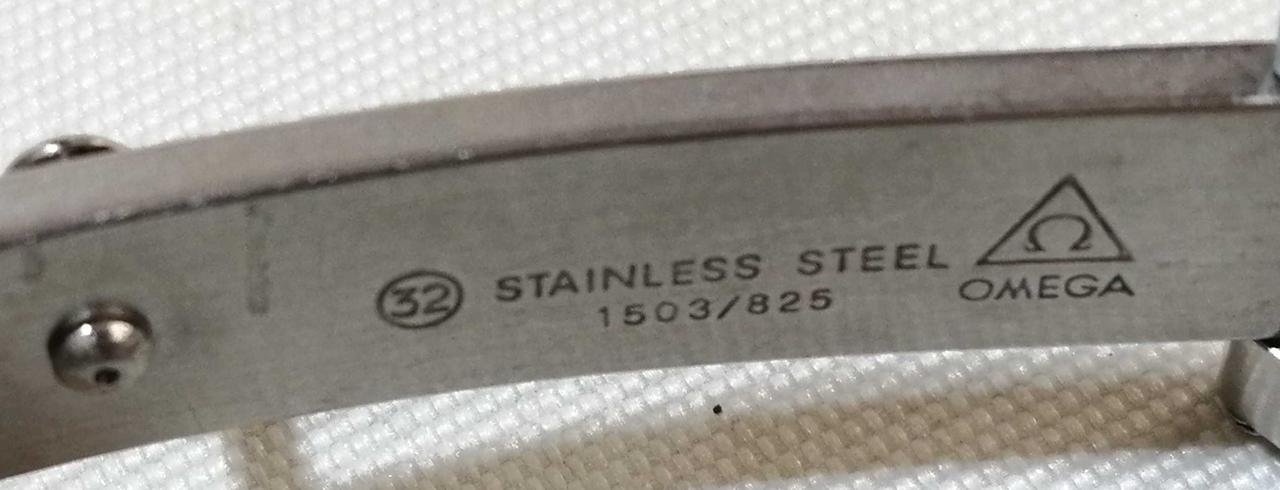 32 STAINLESS STEEL Ω
1503/825 OMEGA